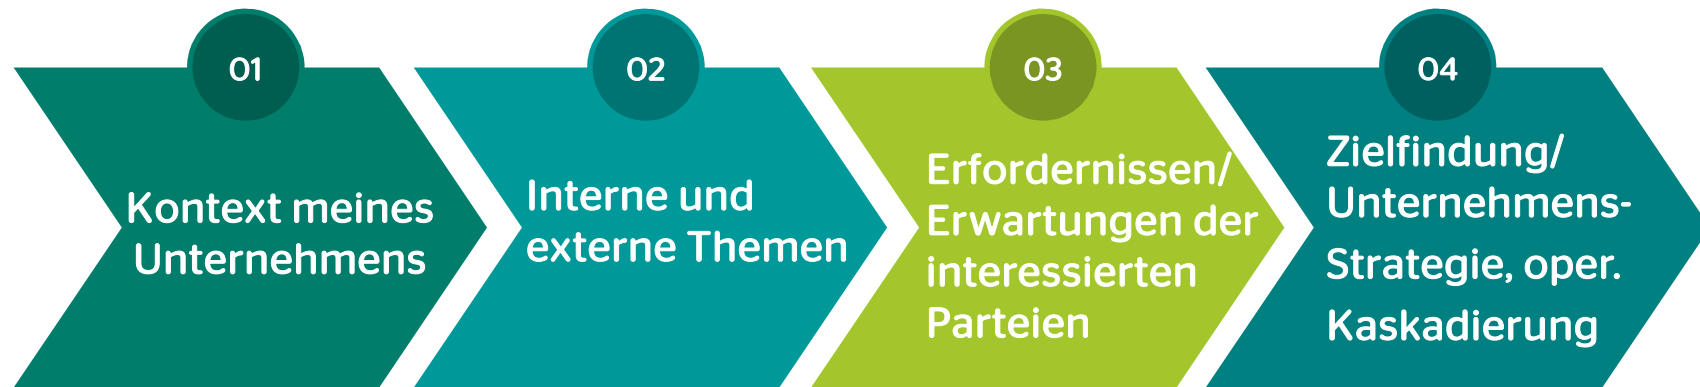 01
Kontext meines
Unternehmens
02
Interne und
externe Themen
03
Erfordernissen/
Erwartungen der
interessierten
Parteien
04
Zielfindung/
Unternehmens-
Strategie, oper.
Kaskadierung